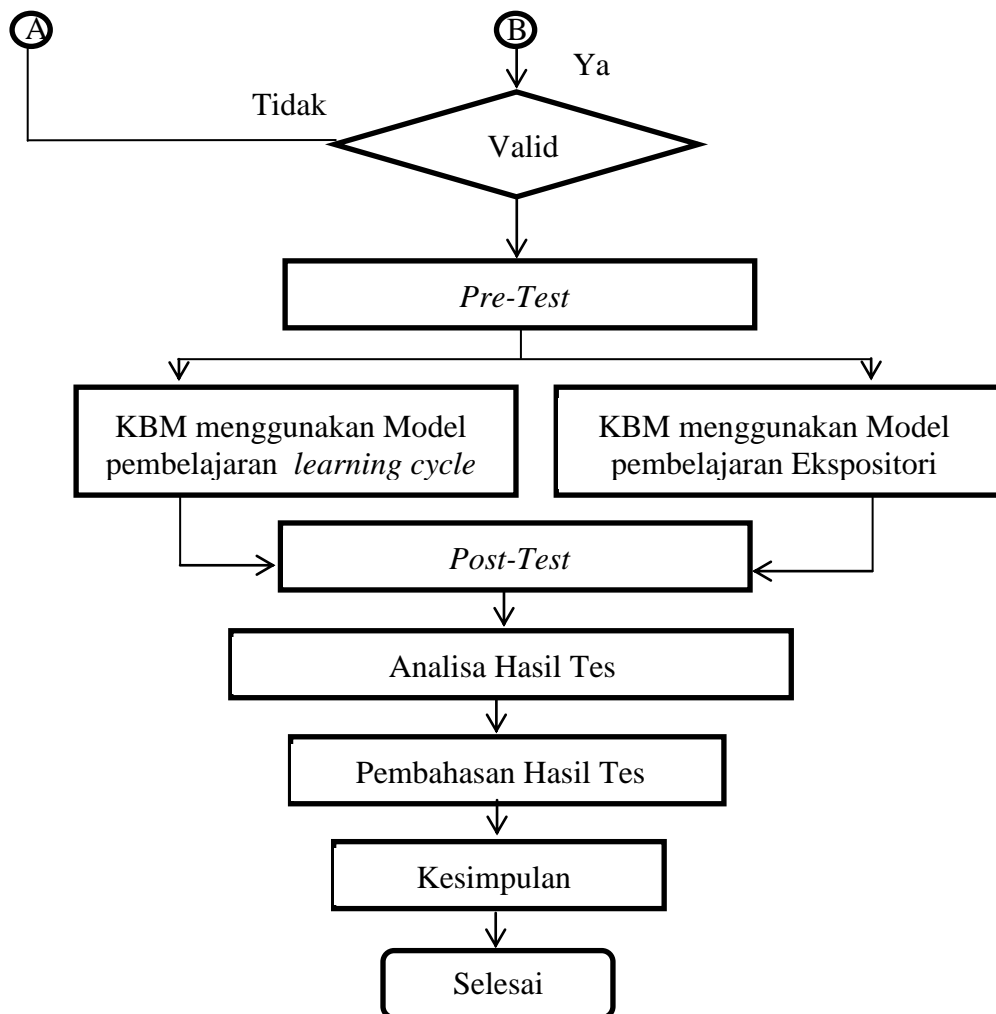 A
B
Ya
Tidak
Valid
Pre-Test
KBM menggunakan Model
pembelajaran learning cycle
KBM menggunakan Model
pembelajaran Ekspositori
Post-Test
Analisa Hasil Tes
Pembahasan Hasil Tes
Kesimpulan
Selesai